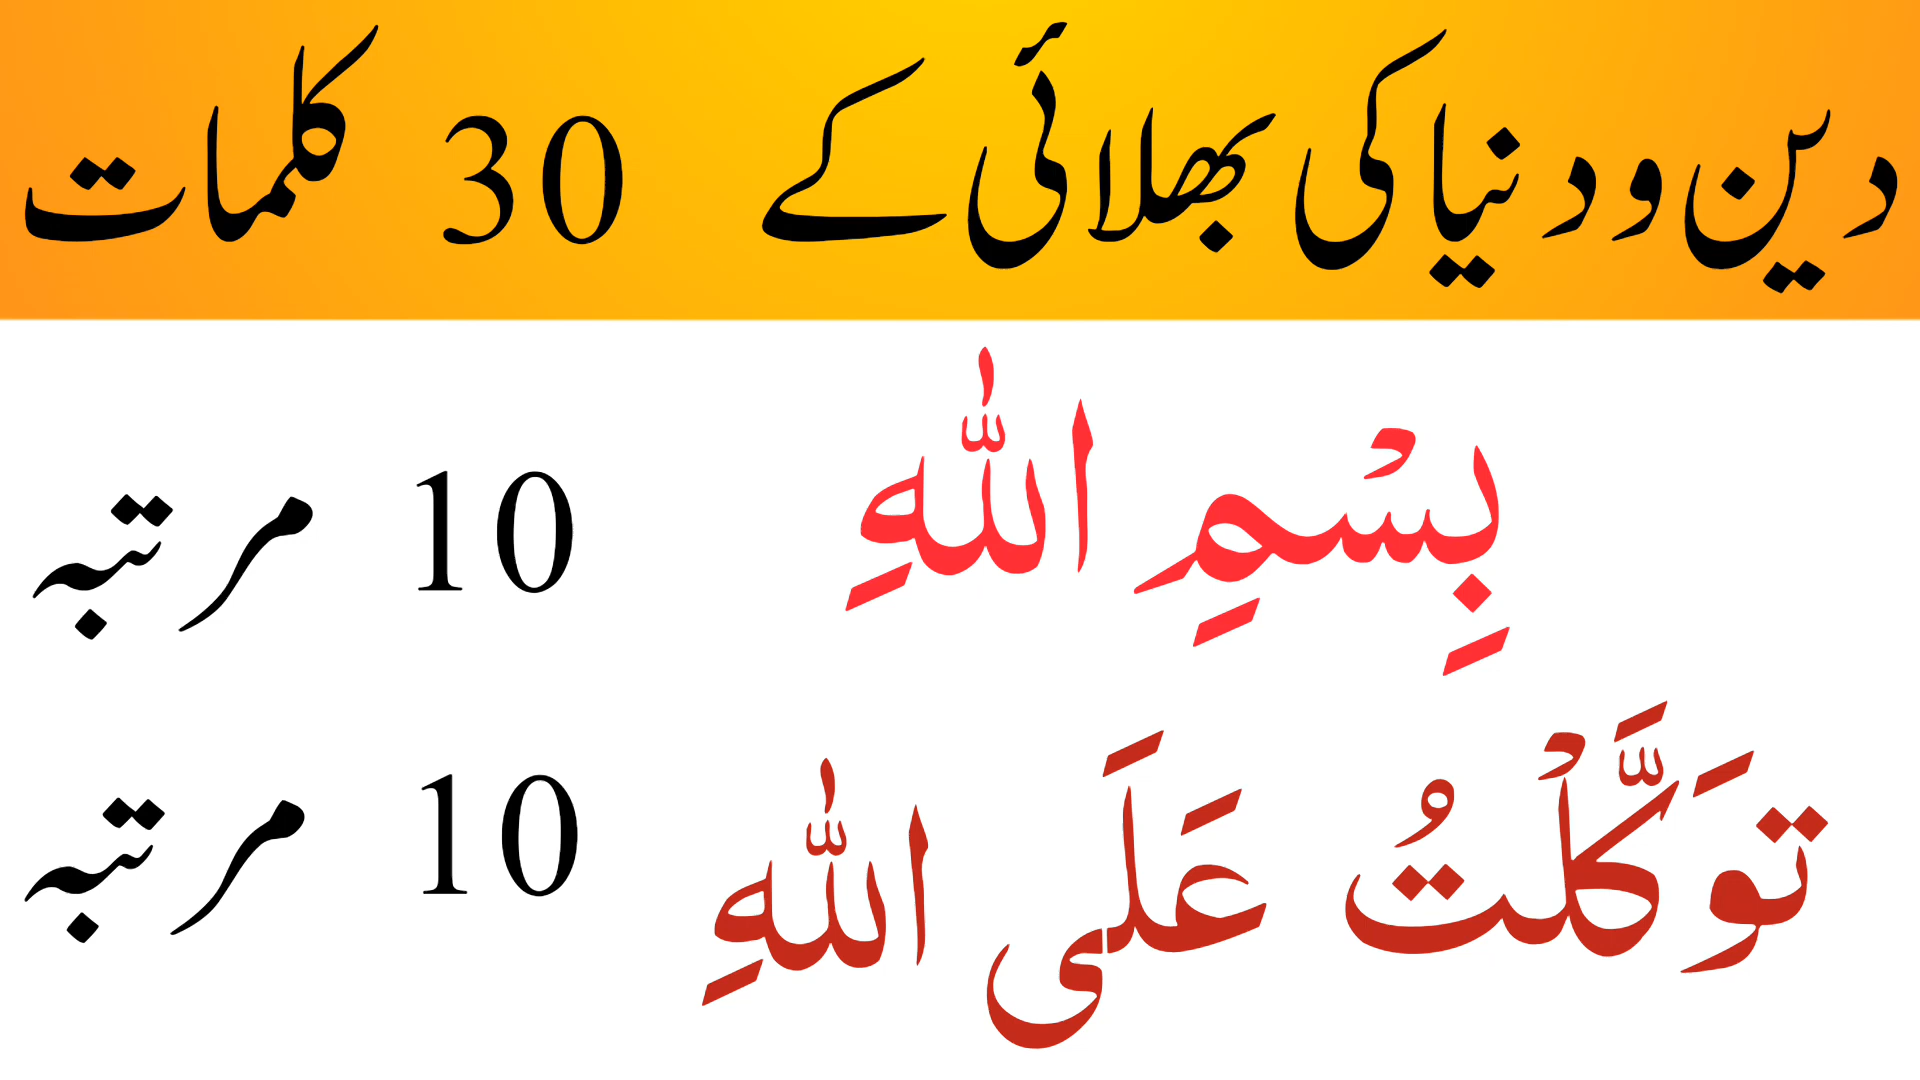 دین و دنیا کی بھلائی کے 30 کلمات
بِسْمِ اللّٰهِ 10 مرتبہ
تَوَكَّلْتُ عَلَى اللّٰهِ 10 مرتبہ